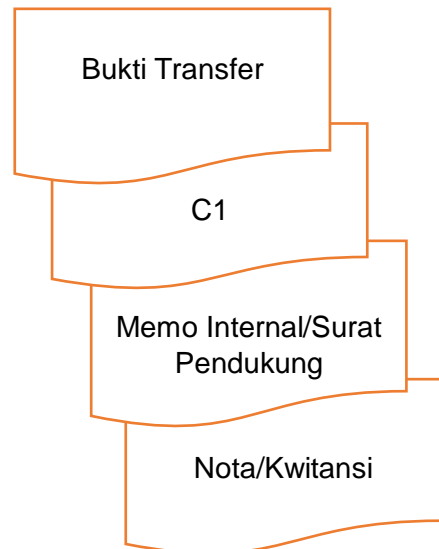 Bukti Transfer
C1
Memo Internal/Surat
Pendukung
Nota/Kwitansi